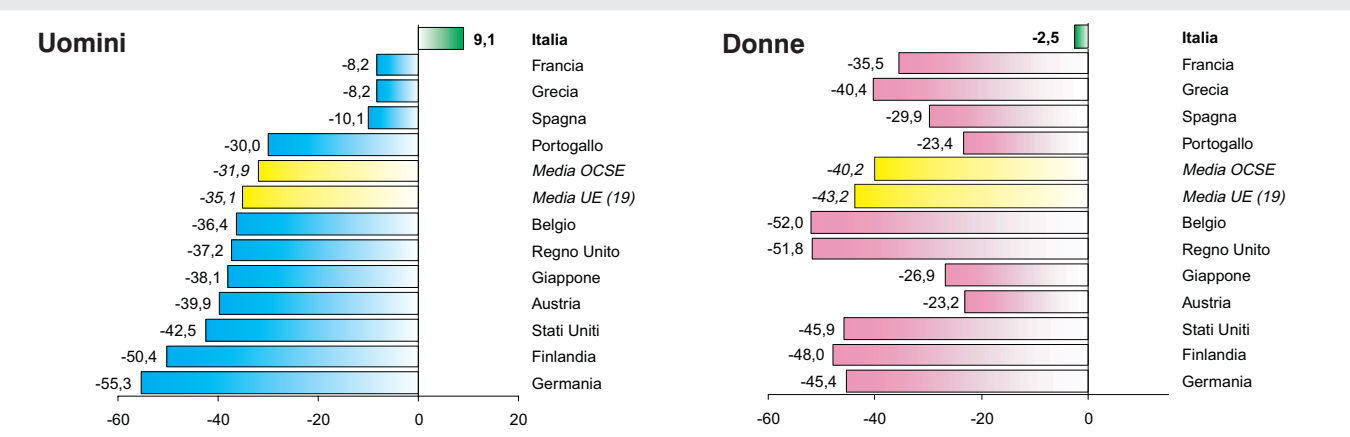 Uomini
9,1 Italia
-8,2 Francia
-8,2 Grecia
-10,1 Spagna
-30,0 Portogallo
-31,9 Media OCSE
-35,1 Media UE (19)
-36,4 Belgio
-37,2 Regno Unito
-38,1 Giappone
-39,9 Austria
-42,5 Stati Uniti
-50,4 Finlandia
-55,3 Germania
-60 -40 -20 0 20
Donne
-2,5 Italia
-35,5 Francia
-40,4 Grecia
-29,9 Spagna
-23,4 Portogallo
-40,2 Media OCSE
-43,2 Media UE (19)
-52,0 Belgio
-51,8 Regno Unito
-26,9 Giappone
-23,2 Austria
-45,9 Stati Uniti
-48,0 Finlandia
-45,4 Germania
-60 -40 -20 0